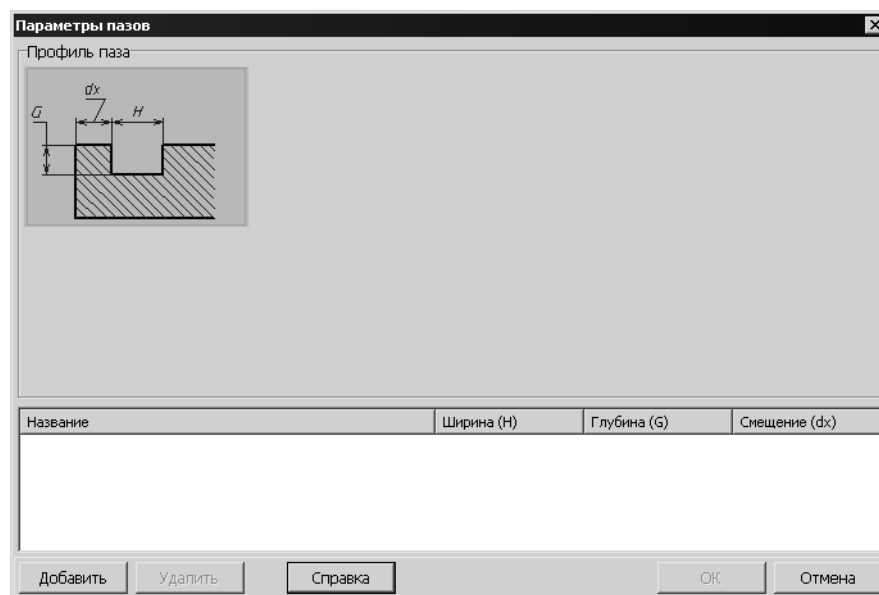 Параметры пазов
Профиль паза
dx
G
H
Название Ширина (H) Глубина (G) Смещение (dx)
Добавить Удалить Справка ОК Отмена